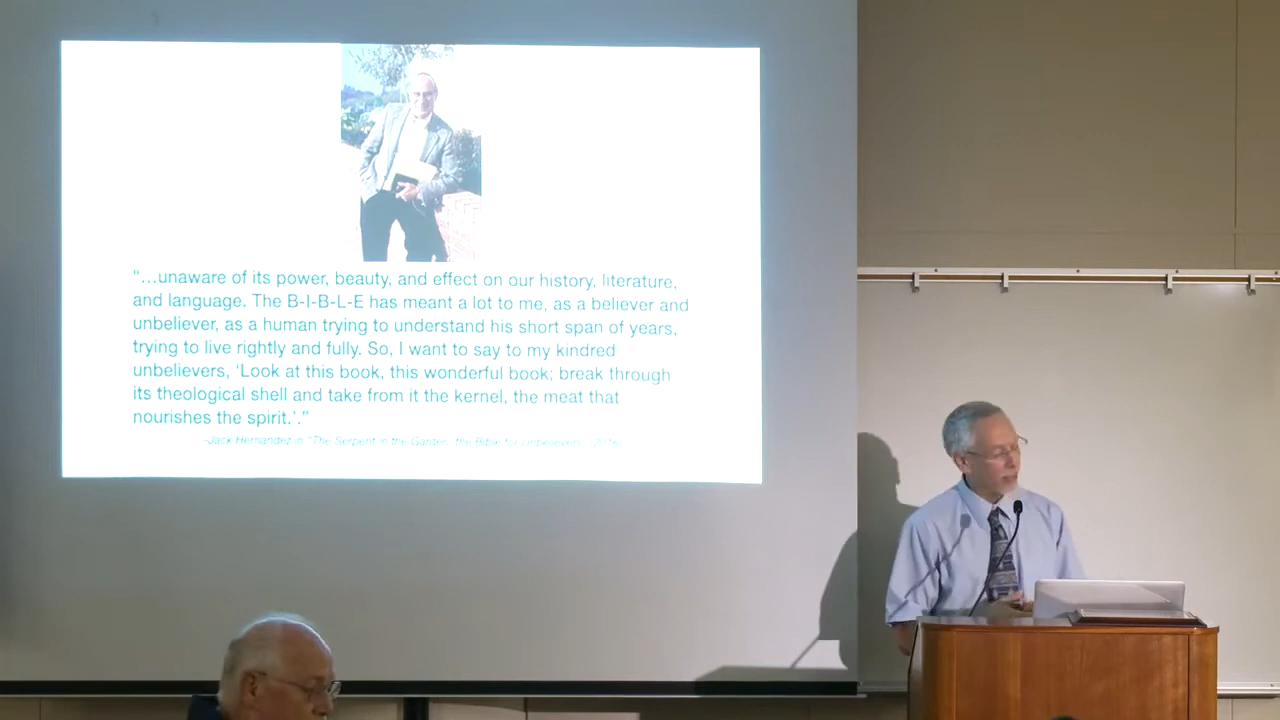 "...unaware of its power, beauty, and effect on our history, literature,
and language. The B-I-B-L-E has meant a lot to me, as a believer and
unbeliever, as a human trying to understand his short span of years,
trying to live rightly and fully. So, I want to say to my kindred
unbelievers, 'Look at this book, this wonderful book; break through
its theological shell and take from it the kernel, the meat that
nourishes the spirit.'."
-Jack Hernandez in "The Serpent in the Garden: the Bible for Unbelievers" (2016)